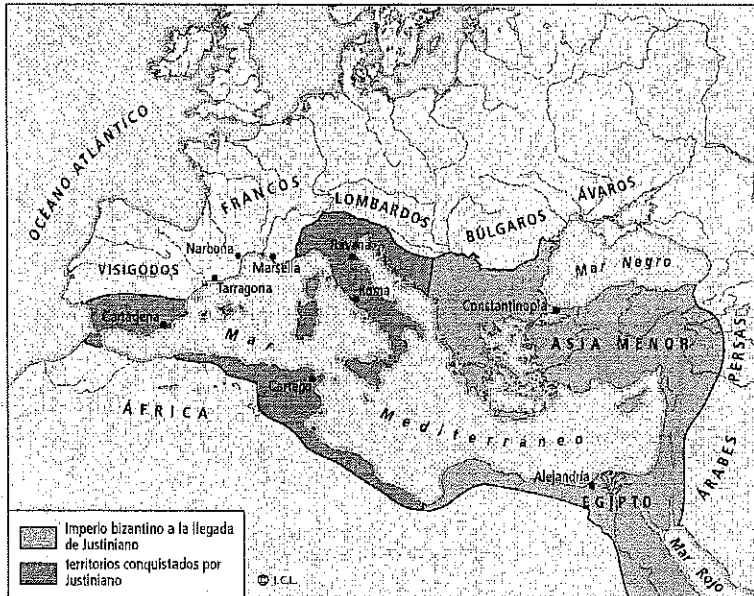 OCÉANO ATLÁNTICO
FRANCOS
LOMBARDOS
BÚLGAROS
ÁVAROS
VISIGODOS
Narbona
Marsella
Tarragona
Ravena
Roma
Mar Negro
Constantinopla
Cartagena
ASIA MENOR
PERSAS
Cartago
Mar Mediterráneo
ÁFRICA
Alejandría
EGIPTO
ÁRABES
Mar Rojo
Imperio bizantino a la llegada
de Justiniano
territorios conquistados por
Justiniano
© I.C.L.